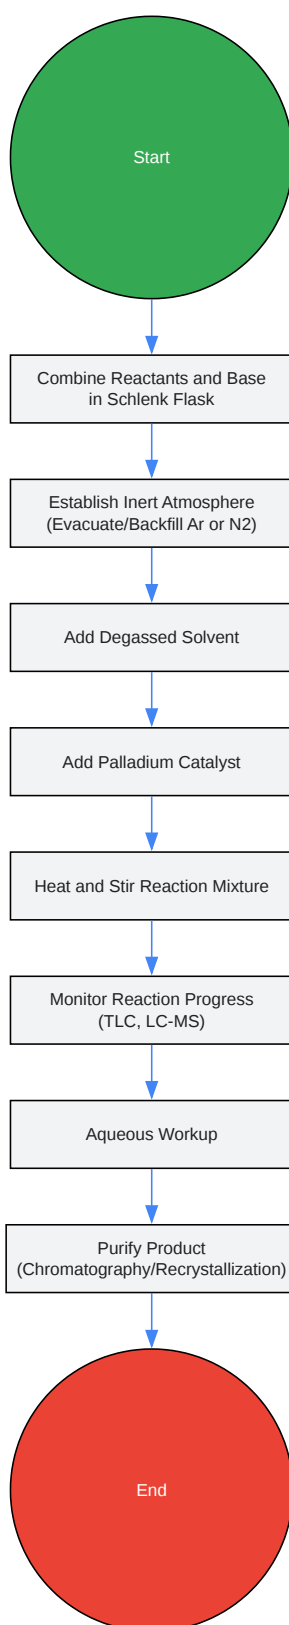 Start
Combine Reactants and Base
in Schlenk Flask
Establish Inert Atmosphere
(Evacuate/Backfill Ar or N2)
Add Degassed Solvent
Add Palladium Catalyst
Heat and Stir Reaction Mixture
Monitor Reaction Progress
(TLC, LC-MS)
Aqueous Workup
Purify Product
(Chromatography/Recrystallization)
End